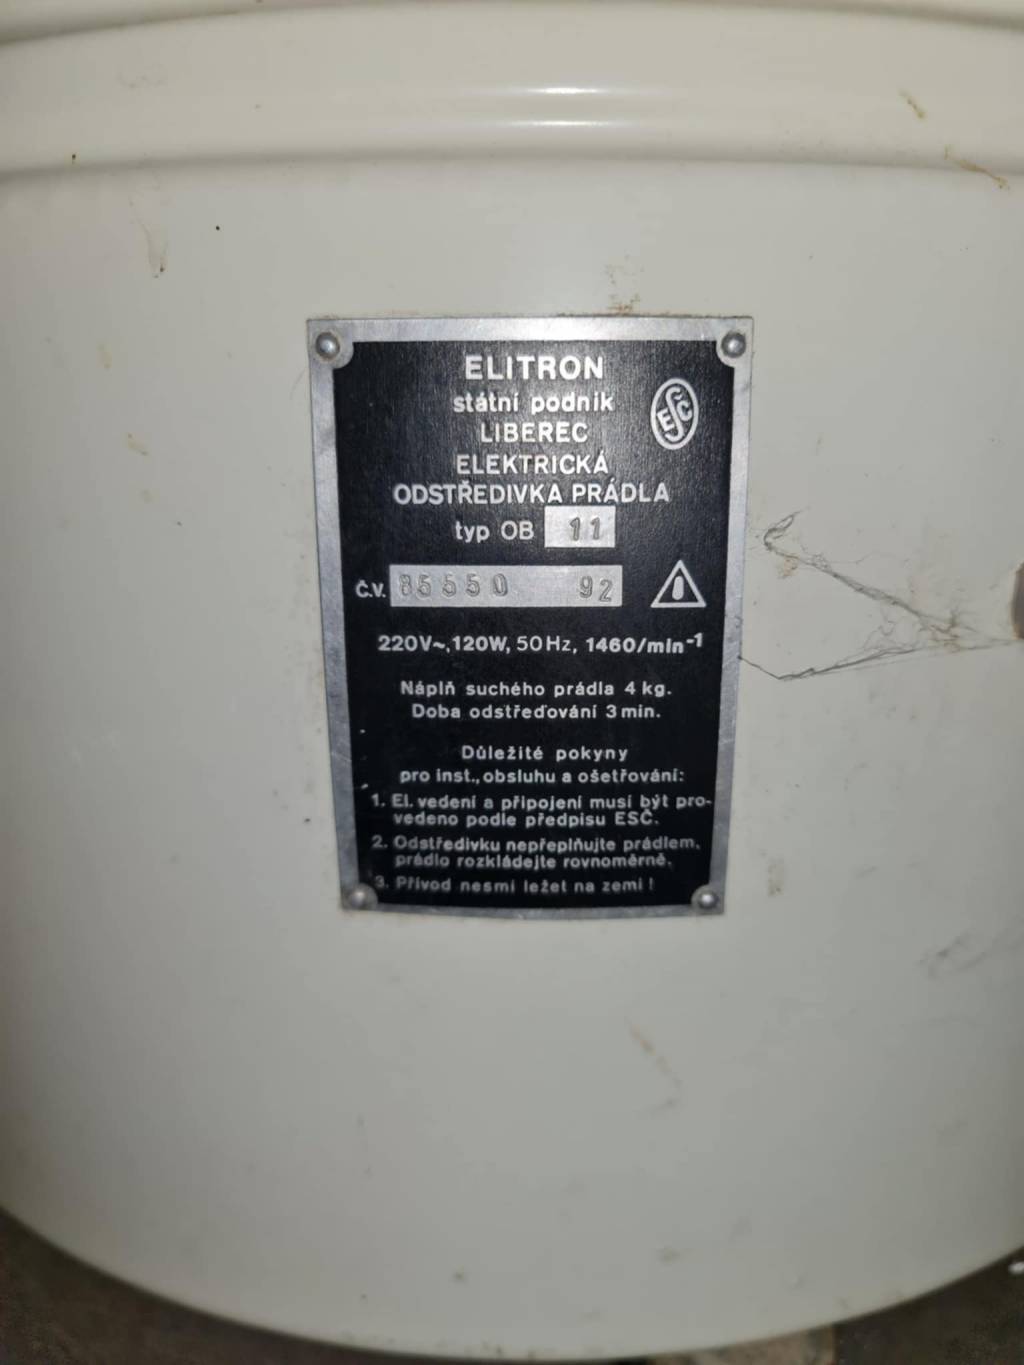 ELITRON
státní podnik
LIBEREC
ESČ
ELEKTRICKÁ
ODSTŘEDIVKA PRÁDLA
typ OB 11
Č.V. 85550 92
220V~, 120W, 50Hz, 1460/min⁻¹
Náplň suchého prádla 4 kg.
Doba odstřeďování 3 min.
Důležité pokyny
pro inst., obsluhu a ošetřování:
1. El. vedení a připojení musí být pro-
vedeno podle předpisu ESČ.
2. Odstředivku nepřeplňujte prádlem,
prádlo rozkládejte rovnoměrně.
3. Přívod nesmí ležet na zemi!